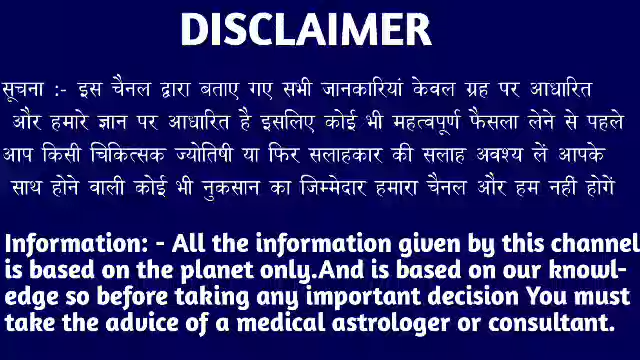 DISCLAIMER
सूचना :- इस चैनल द्वारा बताए गए सभी जानकारियां केवल ग्रह पर आधारित
और हमारे ज्ञान पर आधारित है इसलिए कोई भी महत्वपूर्ण फैसला लेने से पहले
आप किसी चिकित्सक ज्योतिषी या फिर सलाहकार की सलाह अवश्य लें आपके
साथ होने वाली कोई भी नुकसान का जिम्मेदार हमारा चैनल और हम नहीं होगें
Information: - All the information given by this channel
is based on the planet only.And is based on our knowl-
edge so before taking any important decision You must
take the advice of a medical astrologer or consultant.